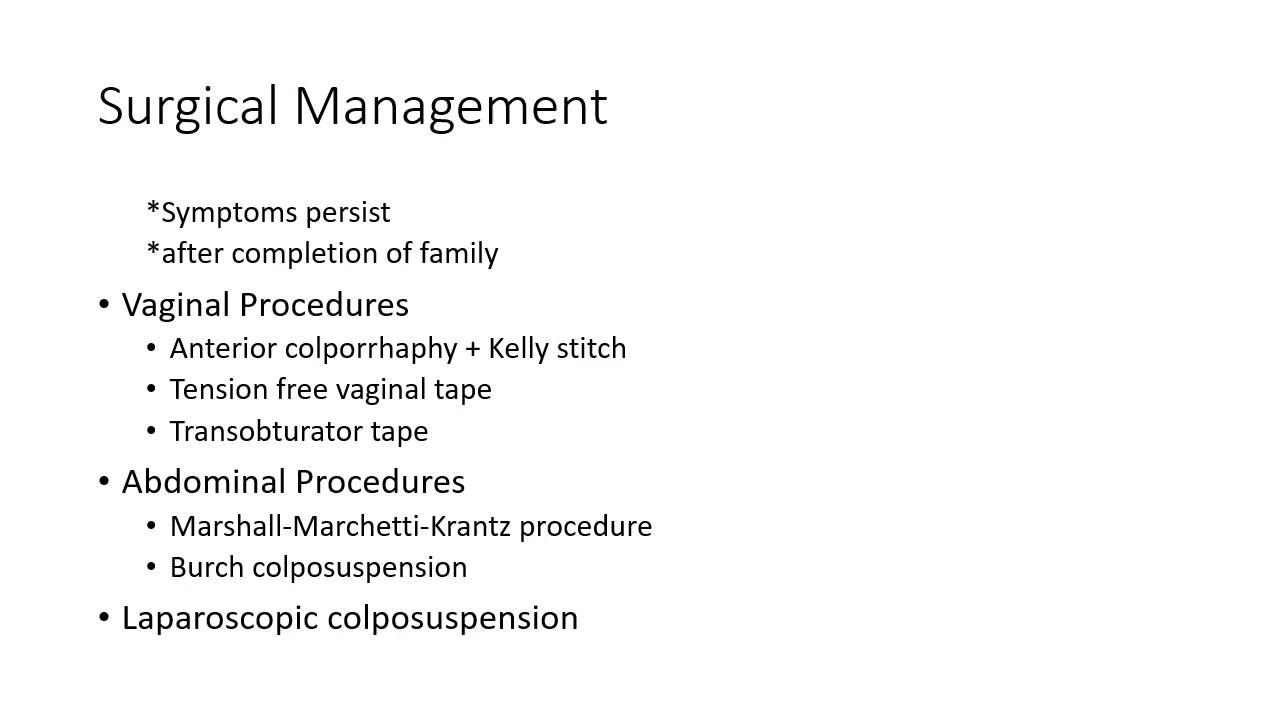 Surgical Management
*Symptoms persist
*after completion of family
• Vaginal Procedures
• Anterior colporrhaphy + Kelly stitch
• Tension free vaginal tape
• Transobturator tape
• Abdominal Procedures
• Marshall-Marchetti-Krantz procedure
• Burch colposuspension
• Laparoscopic colposuspension